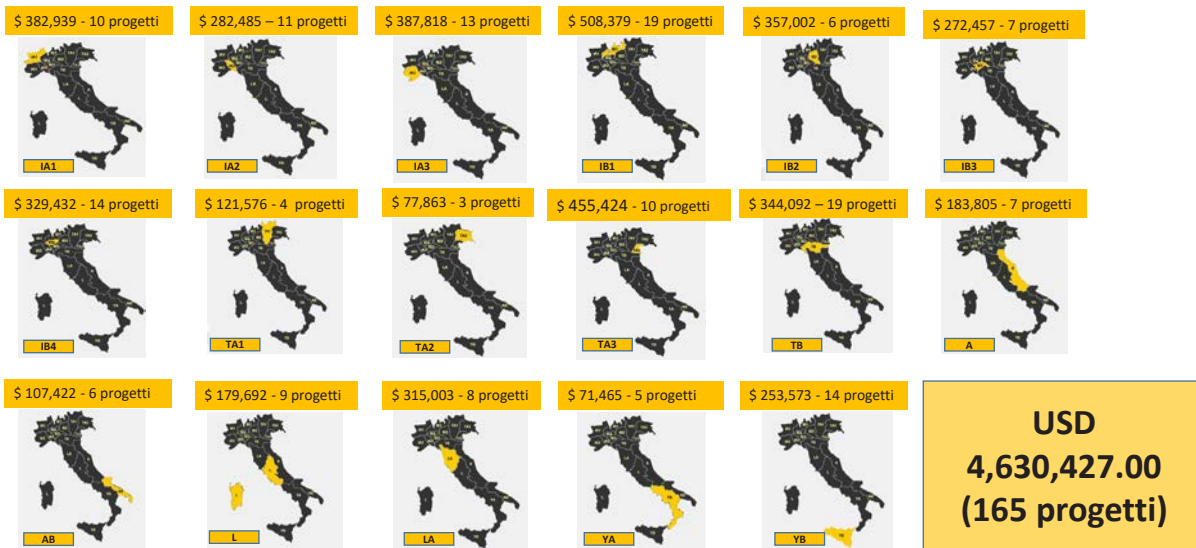 $ 382,939 - 10 progetti
$ 282,485 – 11 progetti
$ 387,818 - 13 progetti
$ 508,379 - 19 progetti
$ 357,002 - 6 progetti
$ 272,457 - 7 progetti
IA1
IA2
IA3
IB1
IB2
IB3
$ 329,432 - 14 progetti
$ 121,576 - 4 progetti
$ 77,863 - 3 progetti
$ 455,424 - 10 progetti
$ 344,092 – 19 progetti
$ 183,805 - 7 progetti
IB4
TA1
TA2
TA3
TB
A
$ 107,422 - 6 progetti
$ 179,692 - 9 progetti
$ 315,003 - 8 progetti
$ 71,465 - 5 progetti
$ 253,573 - 14 progetti
AB
L
LA
YA
YB
USD
4,630,427.00
(165 progetti)